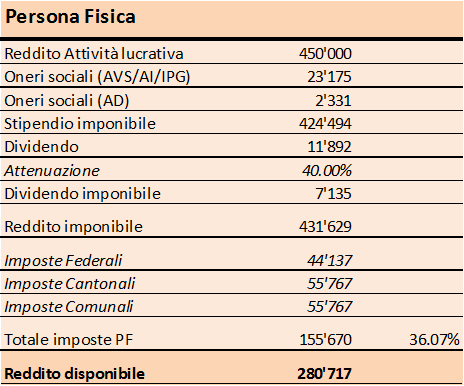 Persona Fisica
Reddito Attività lucrativa 450'000
Oneri sociali (AVS/AI/IPG) 23'175
Oneri sociali (AD) 2'331
Stipendio imponibile 424'494
Dividendo 11'892
Attenuazione 40.00%
Dividendo imponibile 7'135
Reddito imponibile 431'629
Imposte Federali 44'137
Imposte Cantonali 55'767
Imposte Comunali 55'767
Totale imposte PF 155'670 36.07%
Reddito disponibile 280'717